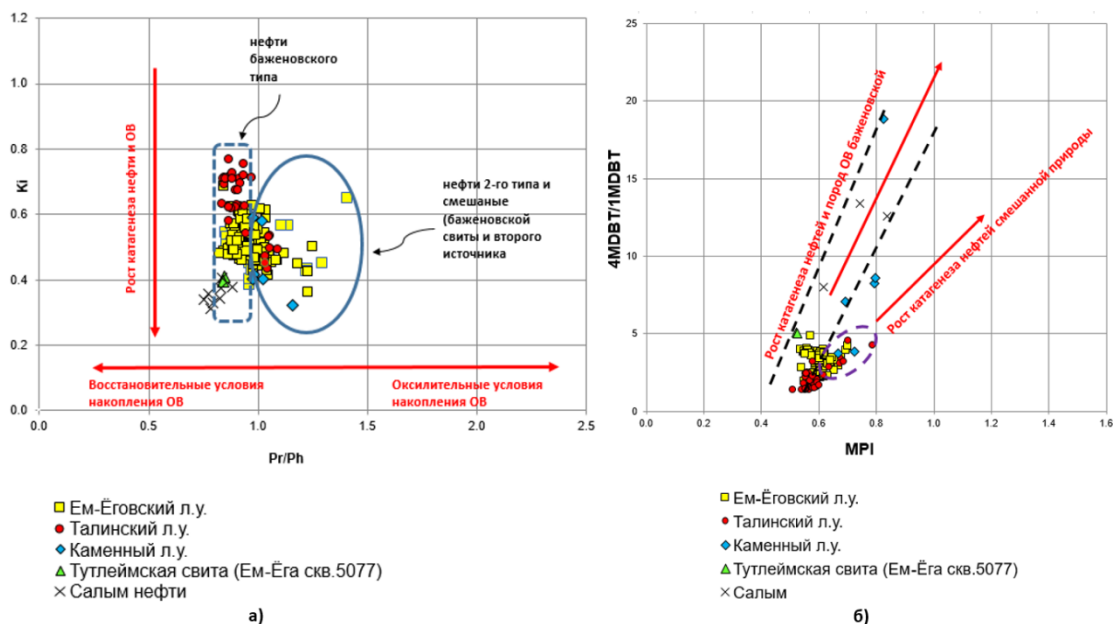 1.2
1.0
0.8
0.6
0.4
0.2
0.0
Ki
0.0
0.5
1.0
1.5
2.0
2.5
Pr/Ph
нефти
баженовского
типа
нефти 2-го типа и
смешаные
(баженовской
свиты и второго
источника
Рост катагенеза нефти и ОВ
Восстановительные условия
накопления ОВ
Оксилительные условия
накопления ОВ
Ем-Ёговский л.у.
Талинский л.у.
Каменный л.у.
Тутлеймская свита (Ем-Ёга скв.5077)
Салым нефти
а)
25
20
15
10
5
0
4MDBT/1MDBT
0.0
0.2
0.4
0.6
0.8
1.0
1.2
1.4
1.6
MPI
Рост катагенеза нефтей и пород ОВ баженовской
Рост катагенеза нефтей смешанной природы
Ем-Ёговский л.у.
Талинский л.у.
Каменный л.у.
Тутлеймская свита (Ем-Ёга скв.5077)
Салым
б)